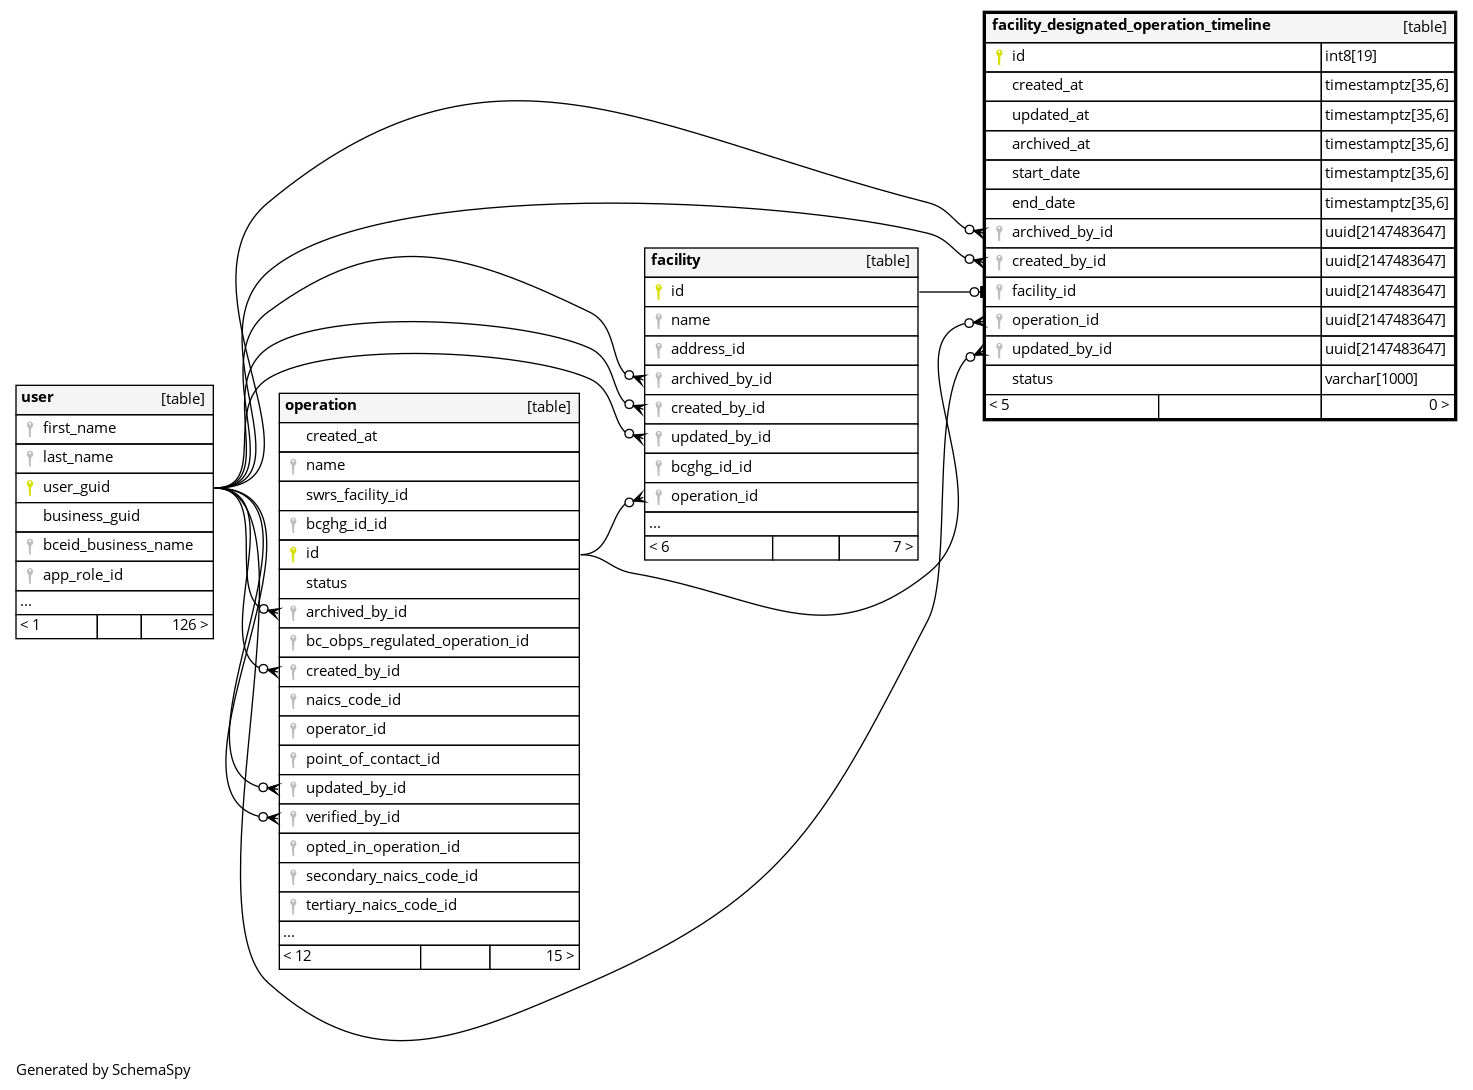 facility_designated_operation_timeline [table]
id int8[19]
created_at timestamptz[35,6]
updated_at timestamptz[35,6]
archived_at timestamptz[35,6]
start_date timestamptz[35,6]
end_date timestamptz[35,6]
archived_by_id uuid[2147483647]
created_by_id uuid[2147483647]
facility_id uuid[2147483647]
operation_id uuid[2147483647]
updated_by_id uuid[2147483647]
status varchar[1000]
< 5 0 >
facility [table]
id
name
address_id
archived_by_id
created_by_id
updated_by_id
bcghg_id_id
operation_id
...
< 6 7 >
user [table]
first_name
last_name
user_guid
business_guid
bceid_business_name
app_role_id
...
< 1 126 >
operation [table]
created_at
name
swrs_facility_id
bcghg_id_id
id
status
archived_by_id
bc_obps_regulated_operation_id
created_by_id
naics_code_id
operator_id
point_of_contact_id
updated_by_id
verified_by_id
opted_in_operation_id
secondary_naics_code_id
tertiary_naics_code_id
...
< 12 15 >
Generated by SchemaSpy